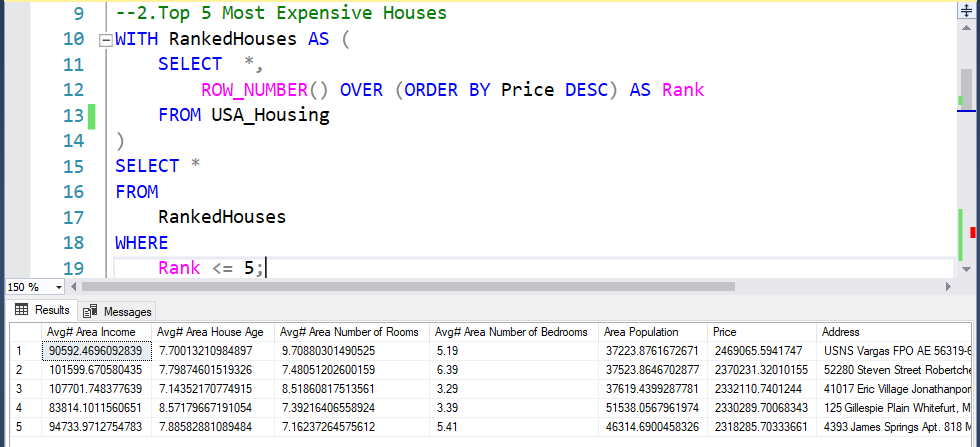 9 --2.Top 5 Most Expensive Houses
10 WITH RankedHouses AS (
11 SELECT *,
12 ROW_NUMBER() OVER (ORDER BY Price DESC) AS Rank
13 FROM USA_Housing
14 )
15 SELECT *
16 FROM
17 RankedHouses
18 WHERE
19 Rank <= 5;
150 %
Results Messages
Avg# Area Income Avg# Area House Age Avg# Area Number of Rooms Avg# Area Number of Bedrooms Area Population Price Address
1 90592.4696092839 7.70013210984897 9.70880301490525 5.19 37223.8761672671 2469065.5941747 USNS Vargas FPO AE 56319-6
2 101599.670580435 7.79874601519326 7.48051202600159 6.39 37523.8646702877 2370231.32010155 52280 Steven Street Robertche
3 107701.748377639 7.14352170774915 8.51860817513561 3.29 37619.4399287781 2332110.7401244 41017 Eric Village Jonathanpor
4 83814.1011560651 8.57179667191054 7.39216406558924 3.39 51538.0567961974 2330289.70068343 125 Gillespie Plain Whitefurt, M
5 94733.9712754783 7.88582881089484 7.16237264575612 5.41 46314.6900458326 2318285.70333661 4393 James Springs Apt. 818 M